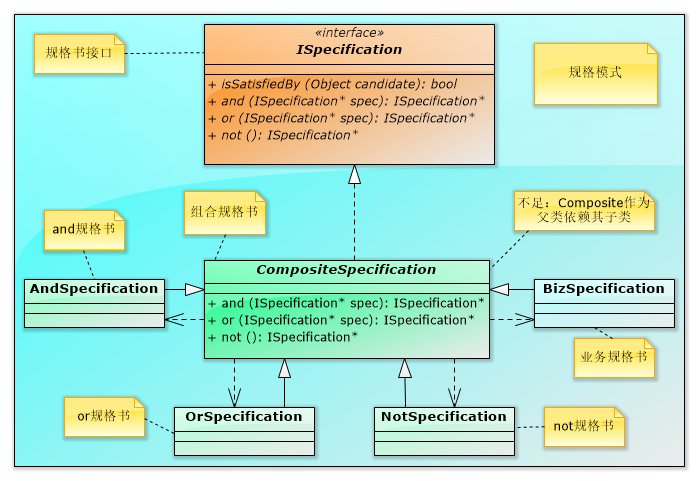 «interface»
ISpecification
规格书接口
规格模式
+ isSatisfiedBy (Object candidate): bool
+ and (ISpecification* spec): ISpecification*
+ or (ISpecification* spec): ISpecification*
+ not (): ISpecification*
组合规格书
不足：Composite作为
父类依赖其子类
and规格书
CompositeSpecification
AndSpecification
BizSpecification
+ and (ISpecification* spec): ISpecification*
+ or (ISpecification* spec): ISpecification*
+ not (): ISpecification*
业务规格书
or规格书
OrSpecification
NotSpecification
not规格书